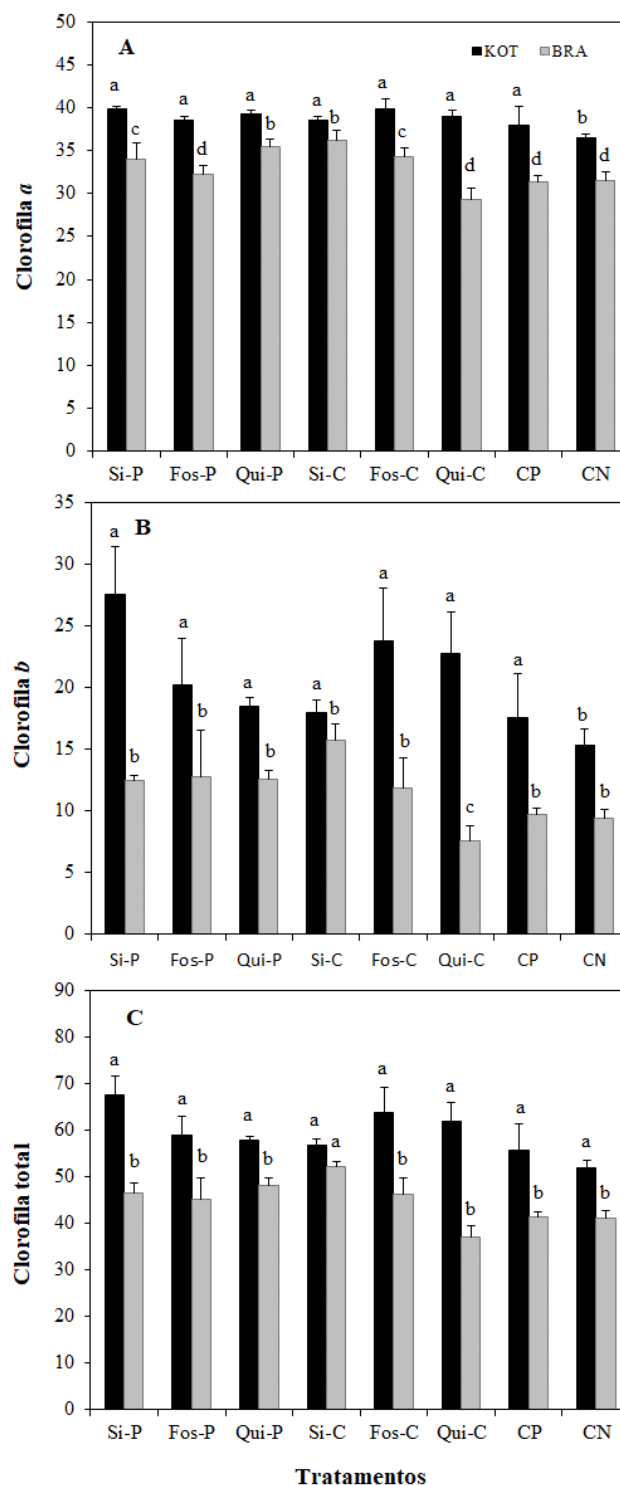 50
A
KOT BRA
45
a a a a a a a b
40
c d b b c d d d
35
30
25
20
15
10
5
0
Clorofila a
Si-P Fos-P Qui-P Si-C Fos-C Qui-C CP CN
35
B
a a a a a a a b
30
b b b b b c b b
25
20
15
10
5
0
Clorofila b
Si-P Fos-P Qui-P Si-C Fos-C Qui-C CP CN
90
C
80
a a a a a a a a
70
b b b a b b b b
60
50
40
30
20
10
0
Clorofila total
Si-P Fos-P Qui-P Si-C Fos-C Qui-C CP CN
Tratamentos